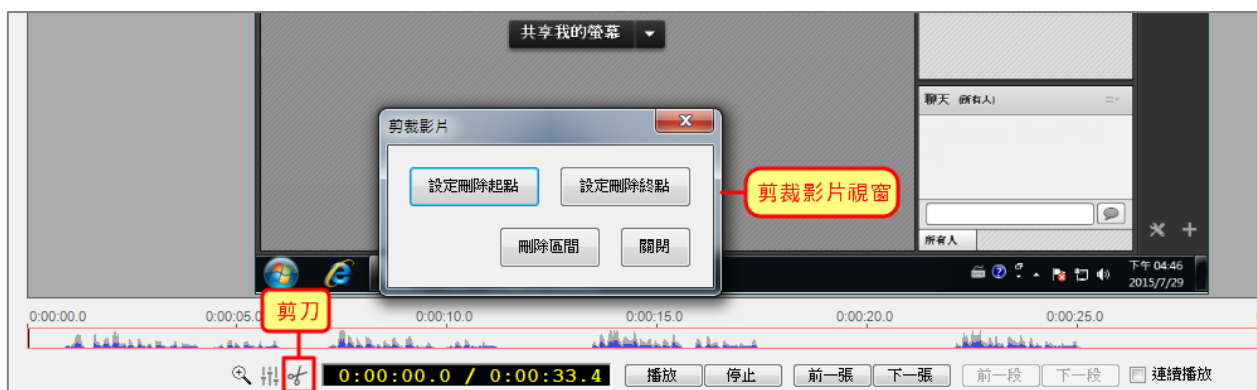 共享我的螢幕
聊天 (所有人)
剪裁影片
設定刪除起點
設定刪除終點
剪裁影片視窗
刪除區間
關閉
所有人
下午 04:46
2015/7/29
剪刀
0:00:00.0
0:00:05.0
0:00:10.0
0:00:15.0
0:00:20.0
0:00:25.0
0:00:00.0 / 0:00:33.4
播放
停止
前一張
下一張
前一段
下一段
連續播放